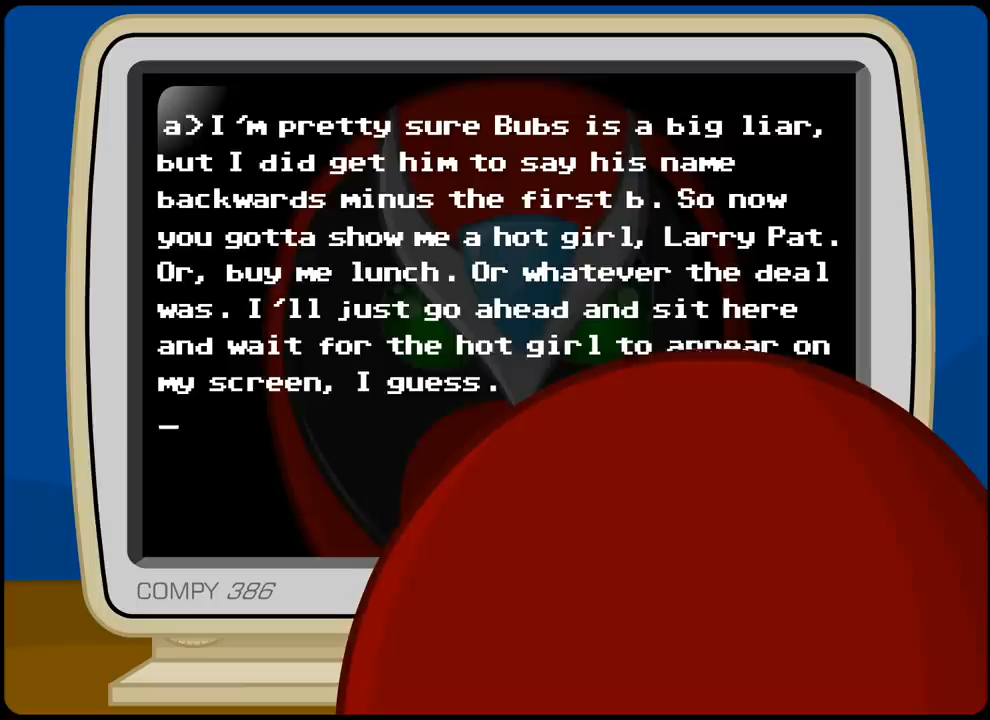 a>I'm pretty sure Bubs is a big liar,
but I did get him to say his name
backwards minus the first b. So now
you gotta show me a hot girl, Larry Pat.
Or, buy me lunch. Or whatever the deal
was. I'll just go ahead and sit here
and wait for the hot girl to appear on
my screen, I guess.
_
COMPY 386